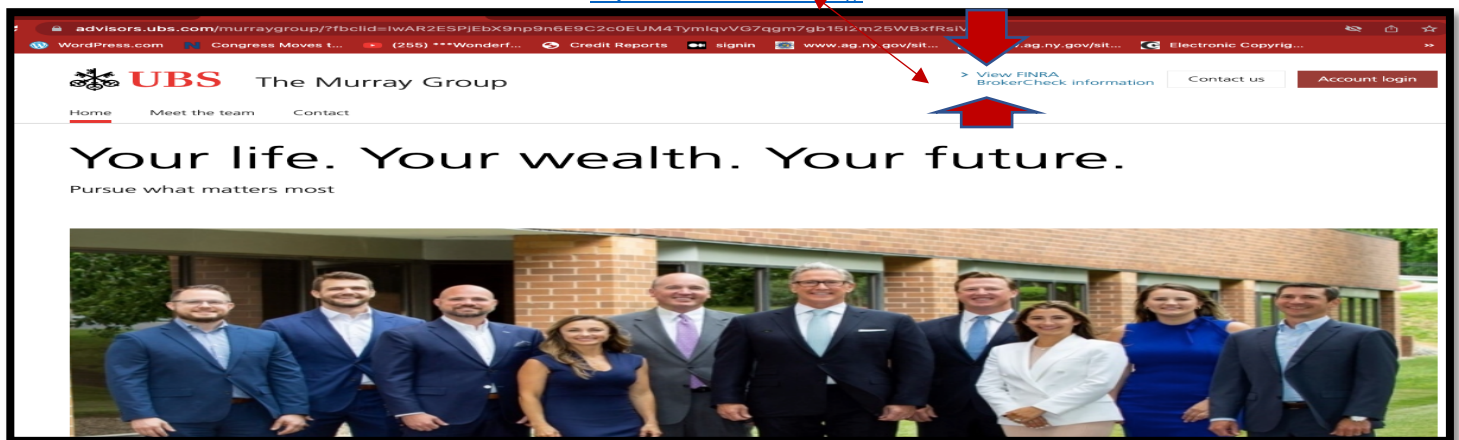 advisors.ubs.com/murraygroup/?fbclid=IwAR2ESPjEbX9np9n6E9C2c0EUM4TymlqvVG7qgm7gb15I2m25WBxfRsIV
WordPress.com Congress Moves t... (255) ***Wonderf... Credit Reports signin www.ag.ny.gov/sit... .ag.ny.gov/sit... Electronic Copyrig... »
UBS The Murray Group > View FINRA
BrokerCheck information Contact us Account login
Home Meet the team Contact
Your life. Your wealth. Your future.
Pursue what matters most